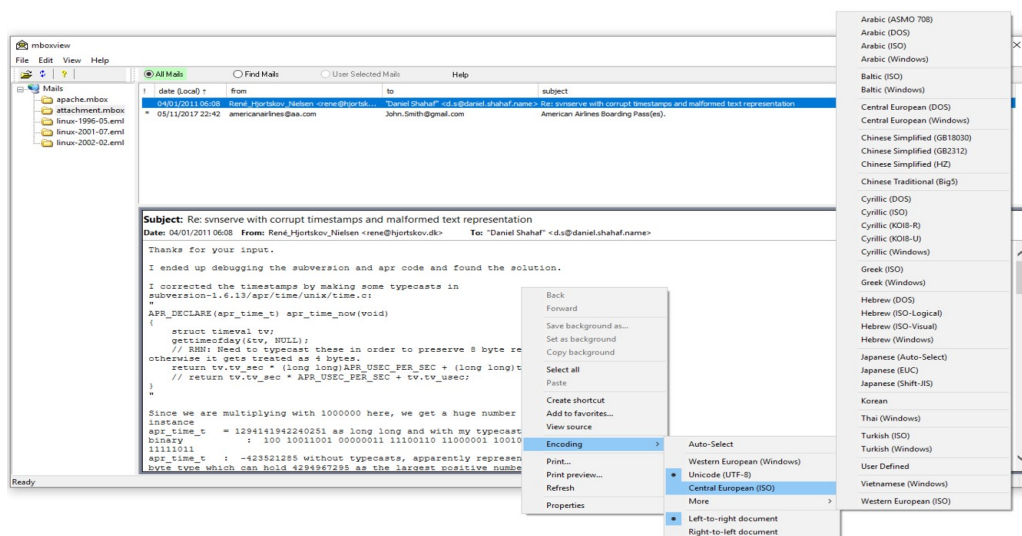 mboxview
File Edit View Help
All Mails Find Mails User Selected Mails Help
Mails
apache.mbox
attachment.mbox
linux-1996-05.eml
linux-2001-07.eml
linux-2002-02.eml
! date (Local) ↑ from to subject
04/01/2011 06:08 René_Hjortskov_Nielsen <rene@hjortsk... "Daniel Shahaf" <d.s@daniel.shahaf.name> Re: svnserve with corrupt timestamps and malformed text representation
* 05/11/2017 22:42 americanairlines@aa.com John.Smith@gmail.com American Airlines Boarding Pass(es).
Subject: Re: svnserve with corrupt timestamps and malformed text representation
Date: 04/01/2011 06:08 From: René_Hjortskov_Nielsen <rene@hjortskov.dk> To: "Daniel Shahaf" <d.s@daniel.shahaf.name>
Thanks for your input.
I ended up debugging the subversion and apr code and found the solution.
I corrected the timestamps by making some typecasts in
subversion-1.6.13/apr/time/unix/time.c:
"
APR_DECLARE(apr_time_t) apr_time_now(void)
{
struct timeval tv;
gettimeofday(&tv, NULL);
// RHN: Need to typecast these in order to preserve 8 byte re
otherwise it gets treated as 4 bytes.
return tv.tv_sec * (long long)APR_USEC_PER_SEC + (long long)t
// return tv.tv_sec * APR_USEC_PER_SEC + tv.tv_usec;
}
"
Since we are multiplying with 1000000 here, we get a huge number
instance
apr_time_t = 1294141942240251 as long long and with my typecast
binary : 100 10011001 00000011 11100110 11000001 10010
11111011
apr_time_t : -423521285 without typecasts, apparently represen
byte type which can hold 4294967295 as the largest positive numbe
Ready
Back
Forward
Save background as...
Set as background
Copy background
Select all
Paste
Create shortcut
Add to favorites...
View source
Encoding >
Print...
Print preview...
Refresh
Properties
Auto-Select
Western European (Windows)
Unicode (UTF-8)
Central European (ISO)
More >
Left-to-right document
Right-to-left document
Arabic (ASMO 708)
Arabic (DOS)
Arabic (ISO)
Arabic (Windows)
Baltic (ISO)
Baltic (Windows)
Central European (DOS)
Central European (Windows)
Chinese Simplified (GB18030)
Chinese Simplified (GB2312)
Chinese Simplified (HZ)
Chinese Traditional (Big5)
Cyrillic (DOS)
Cyrillic (ISO)
Cyrillic (KOI8-R)
Cyrillic (KOI8-U)
Cyrillic (Windows)
Greek (ISO)
Greek (Windows)
Hebrew (DOS)
Hebrew (ISO-Logical)
Hebrew (ISO-Visual)
Hebrew (Windows)
Japanese (Auto-Select)
Japanese (EUC)
Japanese (Shift-JIS)
Korean
Thai (Windows)
Turkish (ISO)
Turkish (Windows)
User Defined
Vietnamese (Windows)
Western European (ISO)